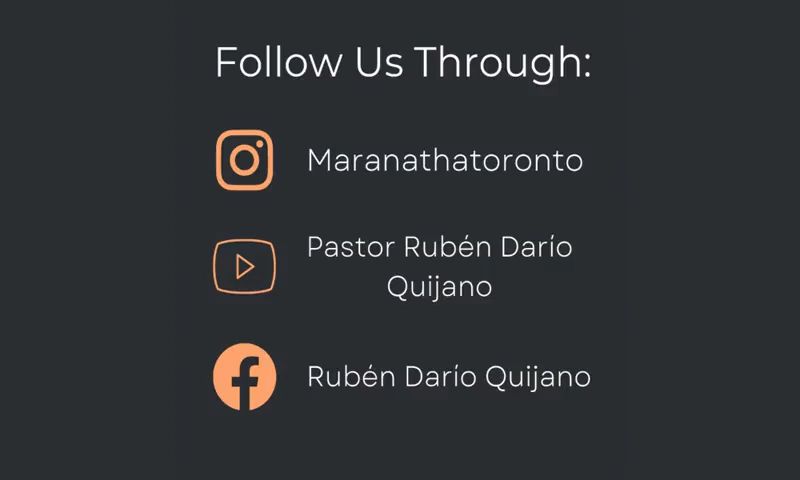 Follow Us Through:
Maranathatoronto
Pastor Rubén Darío
Quijano
Rubén Darío Quijano